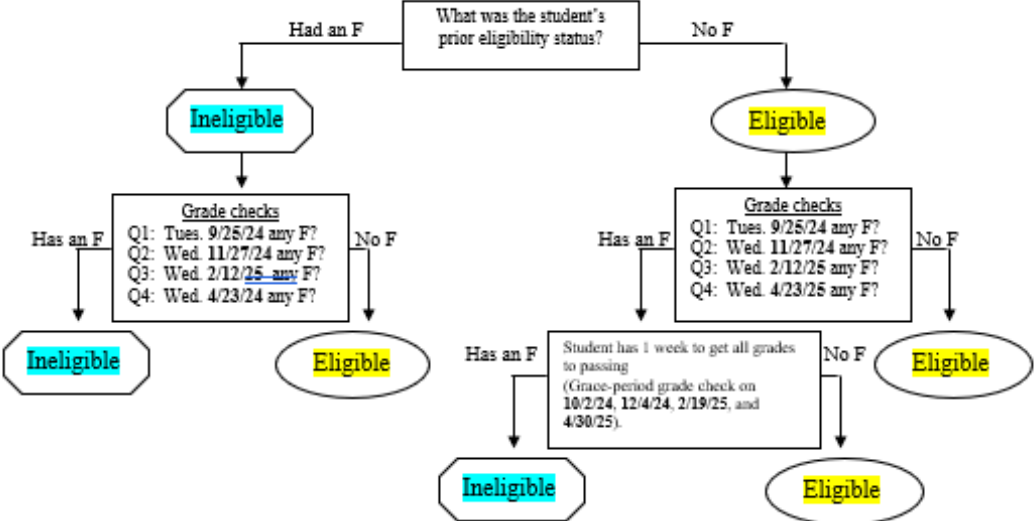 What was the student's
prior eligibility status?
Had an F
No F
Ineligible
Eligible
Grade checks
Q1: Tues. 9/25/24 any F?
Q2: Wed. 11/27/24 any F?
Q3: Wed. 2/12/25 any F?
Q4: Wed. 4/23/24 any F?
Has an F
No F
Grade checks
Q1: Tues. 9/25/24 any F?
Q2: Wed. 11/27/24 any F?
Q3: Wed. 2/12/25 any F?
Q4: Wed. 4/23/25 any F?
Has an F
No F
Ineligible
Eligible
Has an F
Student has 1 week to get all grades
to passing
(Grace-period grade check on
10/2/24, 12/4/24, 2/19/25, and
4/30/25).
No F
Eligible
Ineligible
Eligible